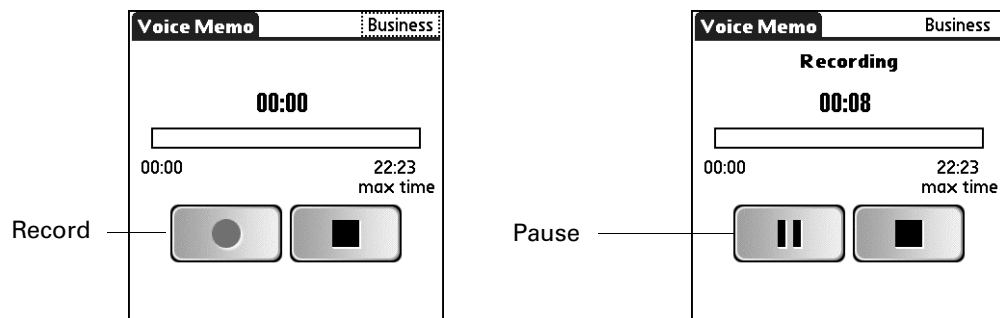 Voice Memo Business
00:00
00:00 22:23
max time
Record
Voice Memo Business
Recording
00:08
00:00 22:23
max time
Pause